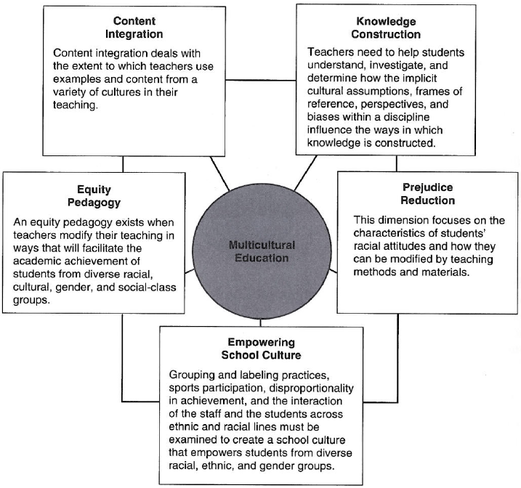 Content
Integration
Content integration deals with
the extent to which teachers use
examples and content from a
variety of cultures in their
teaching.
Knowledge
Construction
Teachers need to help students
understand, investigate, and
determine how the implicit
cultural assumptions, frames of
reference, perspectives, and
biases within a discipline
influence the ways in which
knowledge is constructed.
Equity
Pedagogy
An equity pedagogy exists when
teachers modify their teaching in
ways that will facilitate the
academic achievement of
students from diverse racial,
cultural, gender, and social-class
groups.
Multicultural
Education
Prejudice
Reduction
This dimension focuses on the
characteristics of students'
racial attitudes and how they
can be modified by teaching
methods and materials.
Empowering
School Culture
Grouping and labeling practices,
sports participation, disproportionality
in achievement, and the interaction
of the staff and the students across
ethnic and racial lines must be
examined to create a school culture
that empowers students from diverse
racial, ethnic, and gender groups.